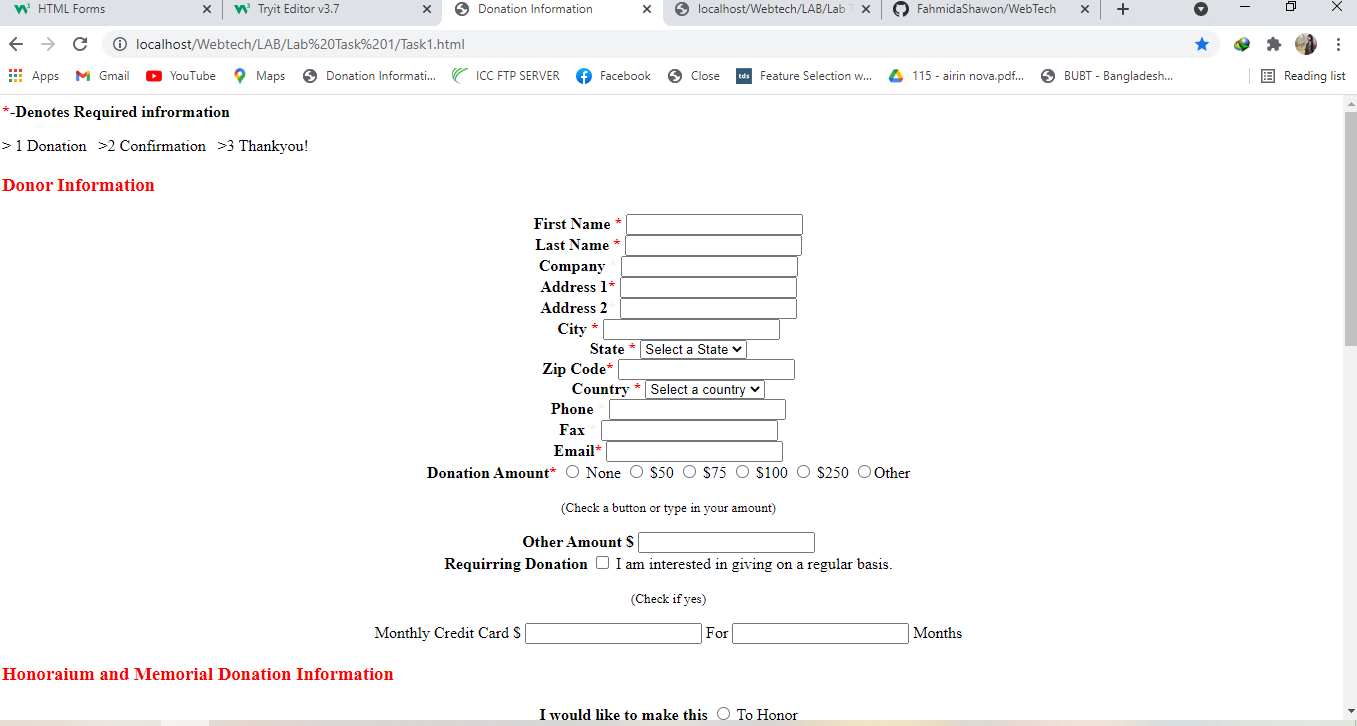 HTML Forms Tryit Editor v3.7 Donation Information localhost/Webtech/LAB/Lab FahmidaShawon/WebTech
localhost/Webtech/LAB/Lab%20Task%201/Task1.html
Apps Gmail YouTube Maps Donation Informati... ICC FTP SERVER Facebook Close tds Feature Selection w... 115 - airin nova.pdf... BUBT - Bangladesh... Reading list
*-Denotes Required infrormation
> 1 Donation >2 Confirmation >3 Thankyou!
Donor Information
First Name *
Last Name *
Company
Address 1*
Address 2
City *
State * Select a State
Zip Code*
Country * Select a country
Phone
Fax
Email*
Donation Amount* None $50 $75 $100 $250 Other
(Check a button or type in your amount)
Other Amount $
Requirring Donation I am interested in giving on a regular basis.
(Check if yes)
Monthly Credit Card $ For Months
Honoraium and Memorial Donation Information
I would like to make this To Honor